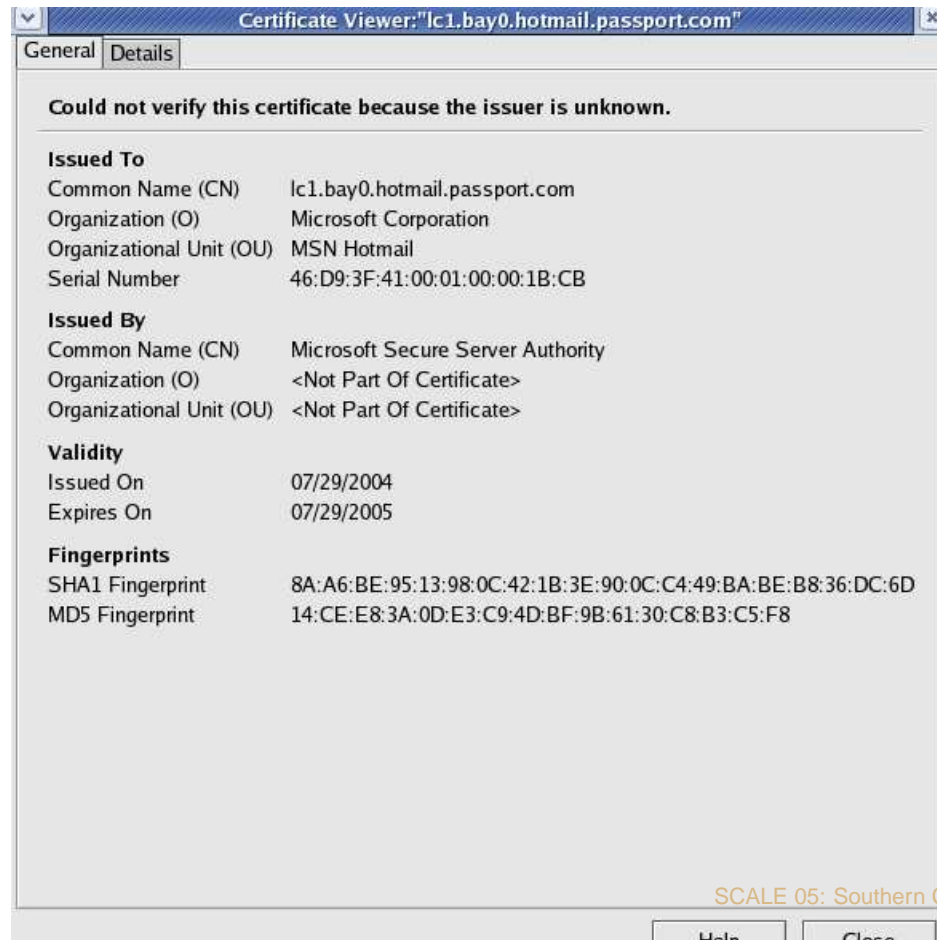 Certificate Viewer:"lc1.bay0.hotmail.passport.com"
General Details
Could not verify this certificate because the issuer is unknown.
Issued To
Common Name (CN) lc1.bay0.hotmail.passport.com
Organization (O) Microsoft Corporation
Organizational Unit (OU) MSN Hotmail
Serial Number 46:D9:3F:41:00:01:00:00:1B:CB
Issued By
Common Name (CN) Microsoft Secure Server Authority
Organization (O) <Not Part Of Certificate>
Organizational Unit (OU) <Not Part Of Certificate>
Validity
Issued On 07/29/2004
Expires On 07/29/2005
Fingerprints
SHA1 Fingerprint 8A:A6:BE:95:13:98:0C:42:1B:3E:90:0C:C4:49:BA:BE:B8:36:DC:6D
MD5 Fingerprint 14:CE:E8:3A:0D:E3:C9:4D:BF:9B:61:30:C8:B3:C5:F8
SCALE 05: Southern
Help Close